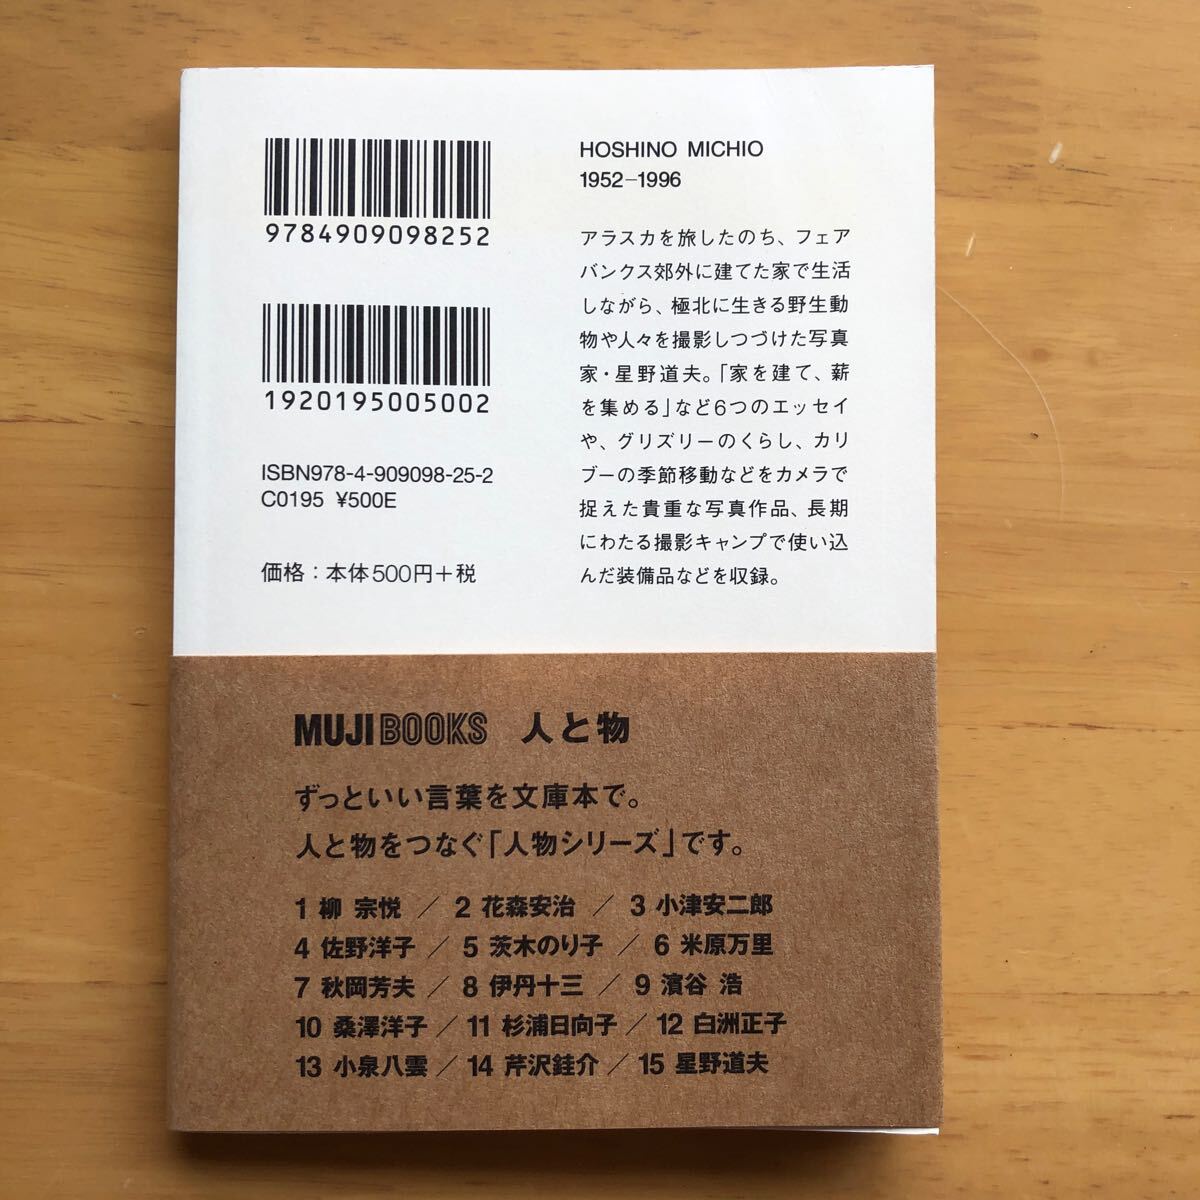 9784909098252
1920195005002
ISBN978-4-909098-25-2
C0195 ¥500E
価格：本体500円＋税
HOSHINO MICHIO
1952–1996
アラスカを旅したのち、フェア
バンクス郊外に建てた家で生活
しながら、極北に生きる野生動
物や人々を撮影しつづけた写真
家・星野道夫。「家を建て、薪
を集める」など6つのエッセイ
や、グリズリーのくらし、カリ
ブーの季節移動などをカメラで
捉えた貴重な写真作品、長期
にわたる撮影キャンプで使い込
んだ装備品などを収録。
MUJI BOOKS 人と物
ずっといい言葉を文庫本で。
人と物をつなぐ「人物シリーズ」です。
1 柳 宗悦 ／ 2 花森安治 ／ 3 小津安二郎
4 佐野洋子 ／ 5 茨木のり子 ／ 6 米原万里
7 秋岡芳夫 ／ 8 伊丹十三 ／ 9 濱谷 浩
10 桑澤洋子 ／ 11 杉浦日向子 ／ 12 白洲正子
13 小泉八雲 ／ 14 芹沢銈介 ／ 15 星野道夫